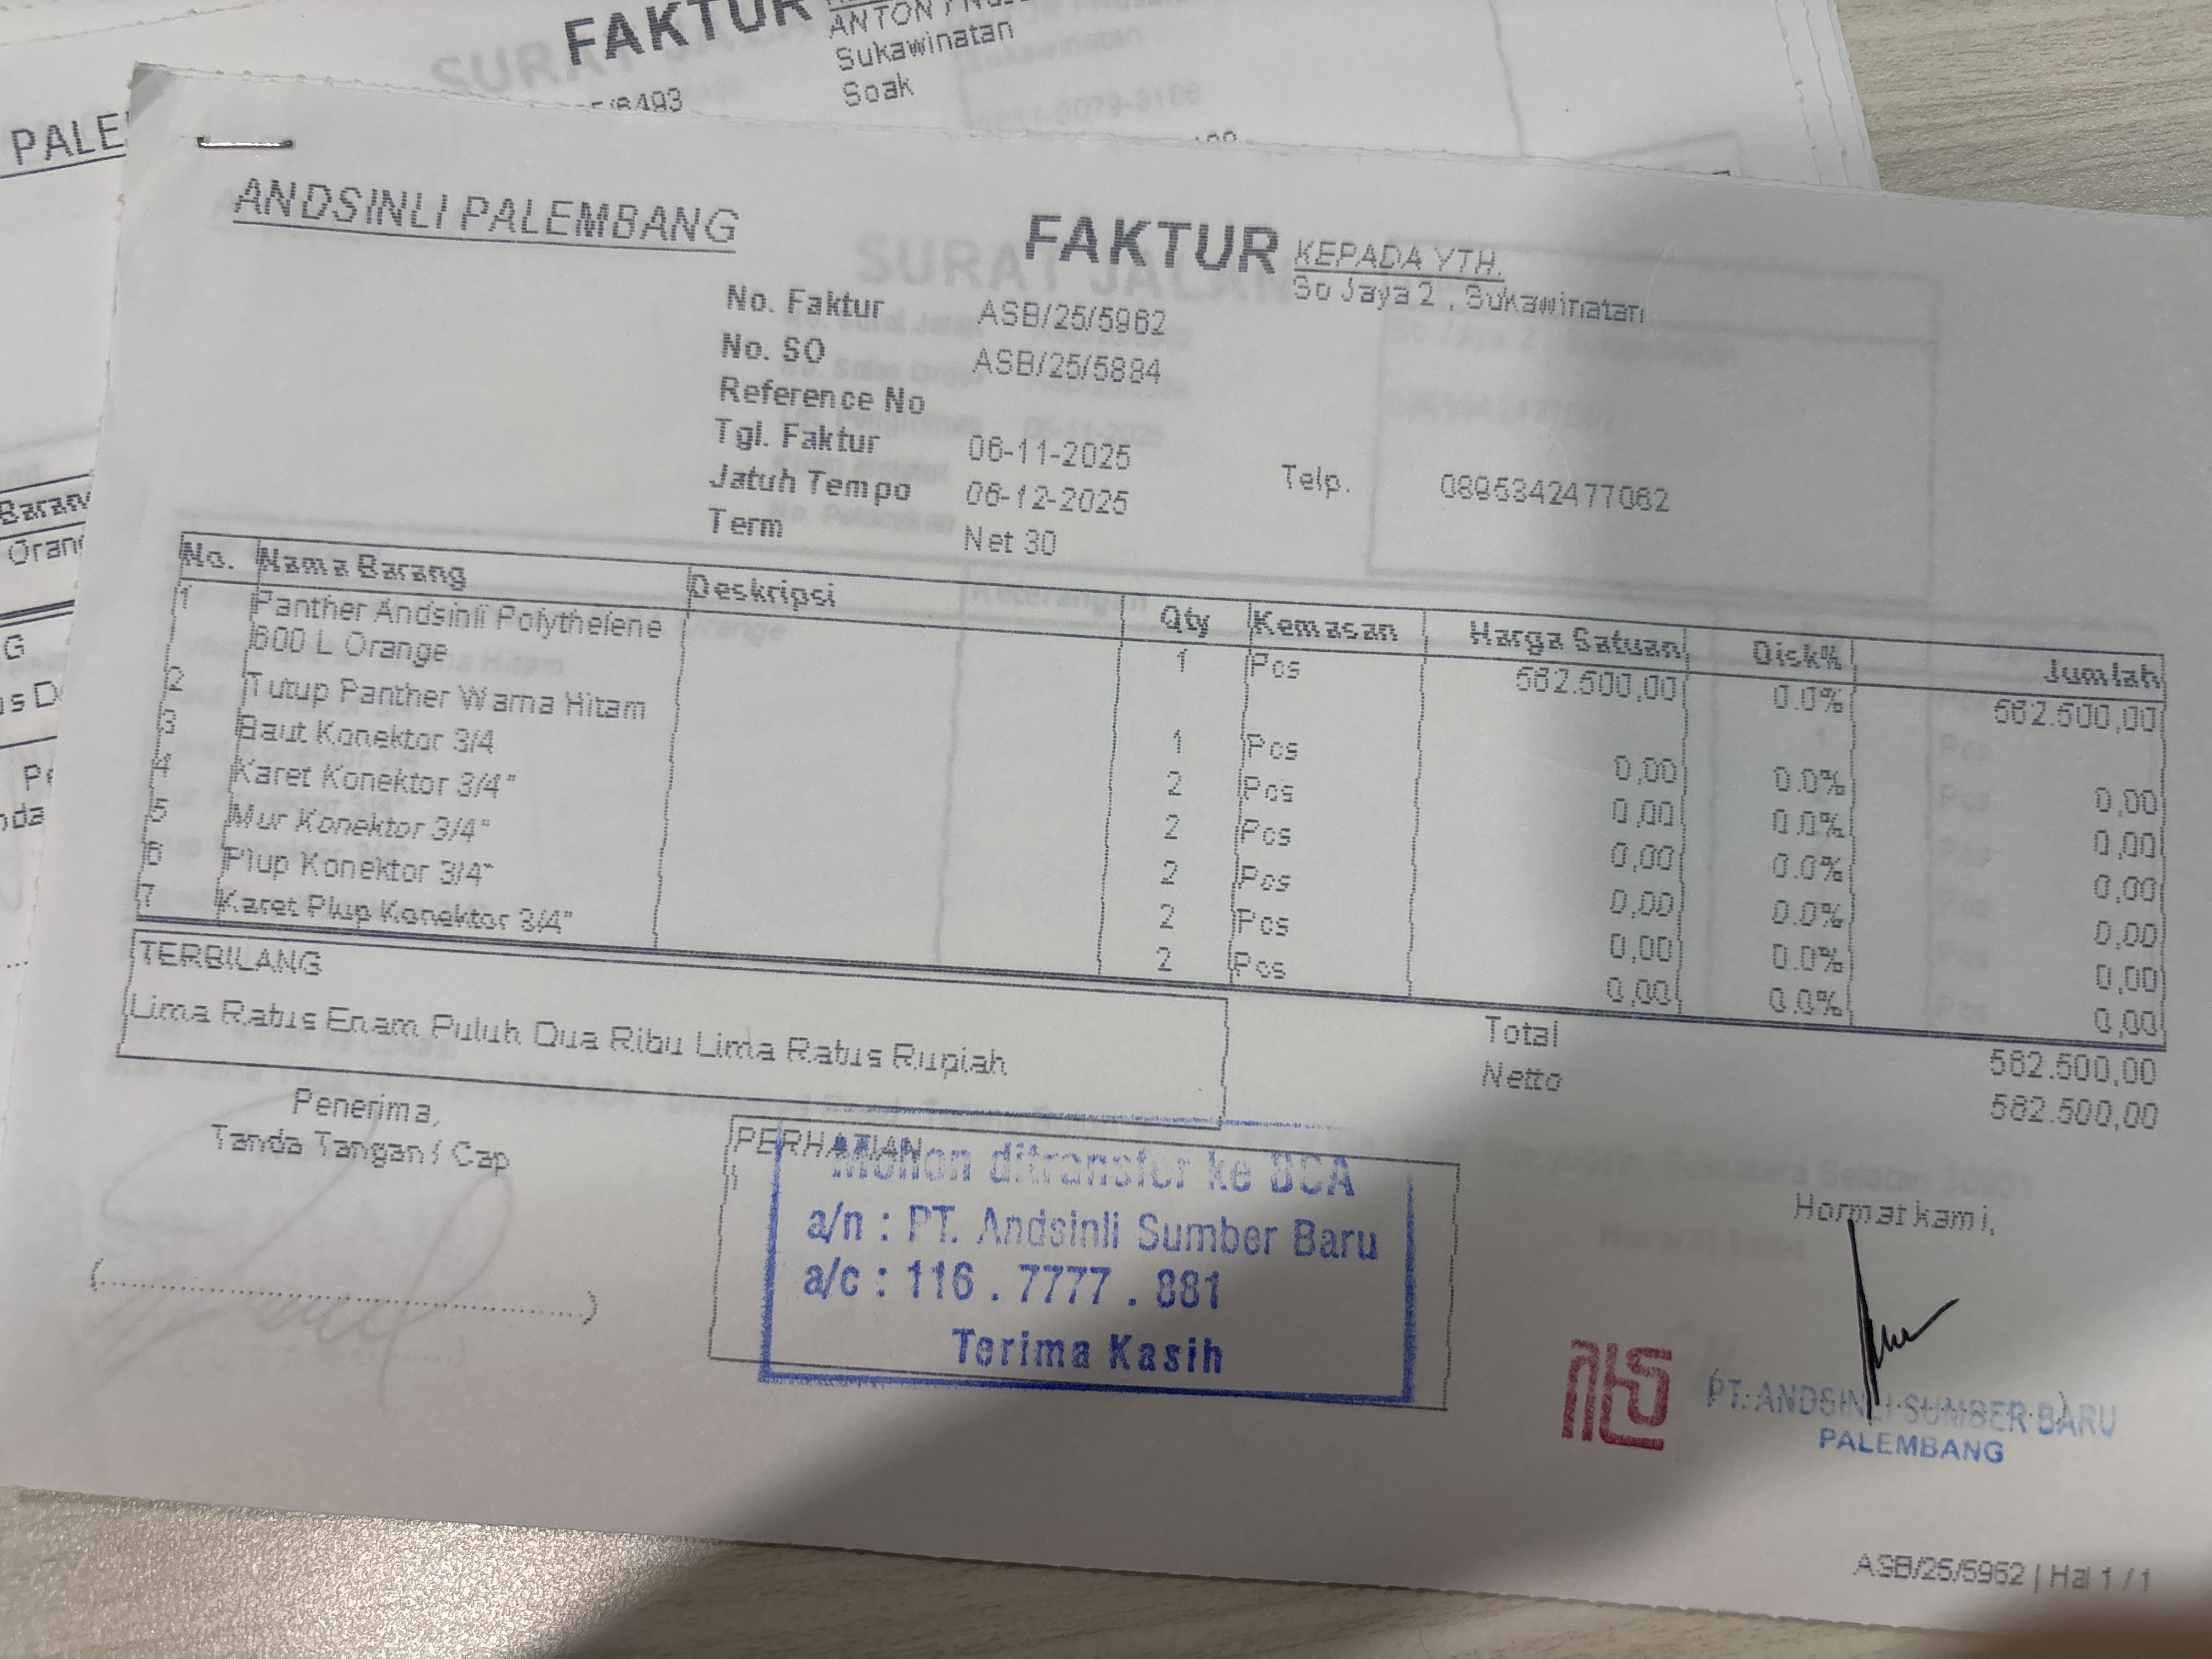 FAKTUR
Sukawinatan
Soak
ANDSINLI PALEMBANG
FAKTUR
KEPADA YTH.
So Jaya 2 , Sukawinatan
No. Faktur ASB/25/5962
No. SO ASB/25/5884
Reference No
Tgl. Faktur 06-11-2025
Jatuh Tempo 06-12-2025
Term Net 30
Telp. 0895342477062
No. Nama Barang Deskripsi Qty Kemasan Harga Satuan Disk% Jumlah
1 Panther Andsinli Polythelene 1 Pcs 562.500,00 0.0% 562.500,00
600 L Orange
2 Tutup Panther Warna Hitam 1 Pcs 0,00 0.0% 0,00
3 Baut Konektor 3/4 2 Pcs 0,00 0.0% 0,00
4 Karet Konektor 3/4" 2 Pcs 0,00 0.0% 0,00
5 Mur Konektor 3/4" 2 Pcs 0,00 0.0% 0,00
6 Plup Konektor 3/4" 2 Pcs 0,00 0.0% 0,00
7 Karet Plup Konektor 3/4" 2 Pcs 0,00 0.0% 0,00
TERBILANG
Lima Ratus Enam Puluh Dua Ribu Lima Ratus Rupiah
Total 562.500,00
Netto 562.500,00
Penerima,
Tanda Tangan / Cap
PERHATIAN
Mohon ditransfer ke BCA
a/n : PT. Andsinli Sumber Baru
a/c : 116 . 7777 . 881
Terima Kasih
Hormat kami,
PT. ANDSINLI SUMBER BARU
PALEMBANG
ASB/25/5962 | Hal 1 / 1